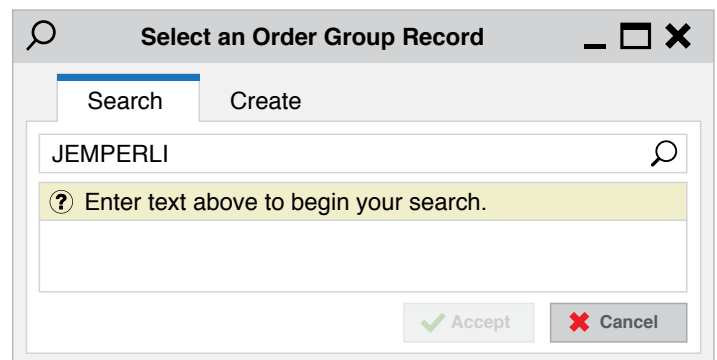 Select an Order Group Record
Search Create
JEMPERLI
? Enter text above to begin your search.
Accept Cancel